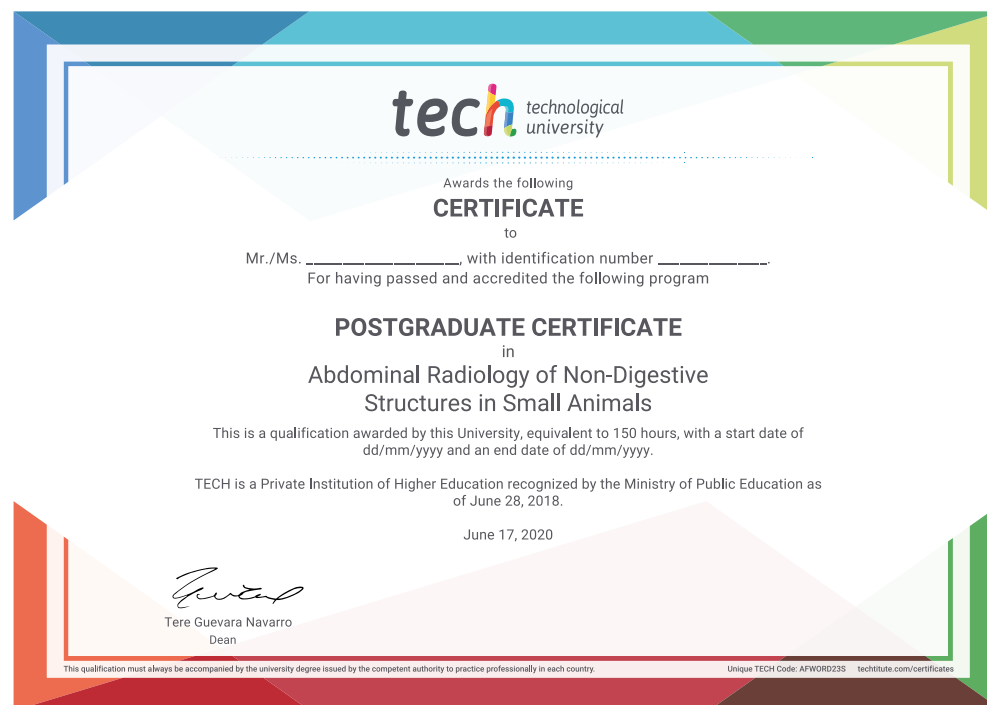 tech technological
university
Awards the following
CERTIFICATE
to
Mr./Ms. ____________________, with identification number ______________.
For having passed and accredited the following program
POSTGRADUATE CERTIFICATE
in
Abdominal Radiology of Non-Digestive
Structures in Small Animals
This is a qualification awarded by this University, equivalent to 150 hours, with a start date of
dd/mm/yyyy and an end date of dd/mm/yyyy.
TECH is a Private Institution of Higher Education recognized by the Ministry of Public Education as
of June 28, 2018.
June 17, 2020
Tere Guevara Navarro
Dean
This qualification must always be accompanied by the university degree issued by the competent authority to practice professionally in each country.
Unique TECH Code: AFWORD23S techtitute.com/certificates